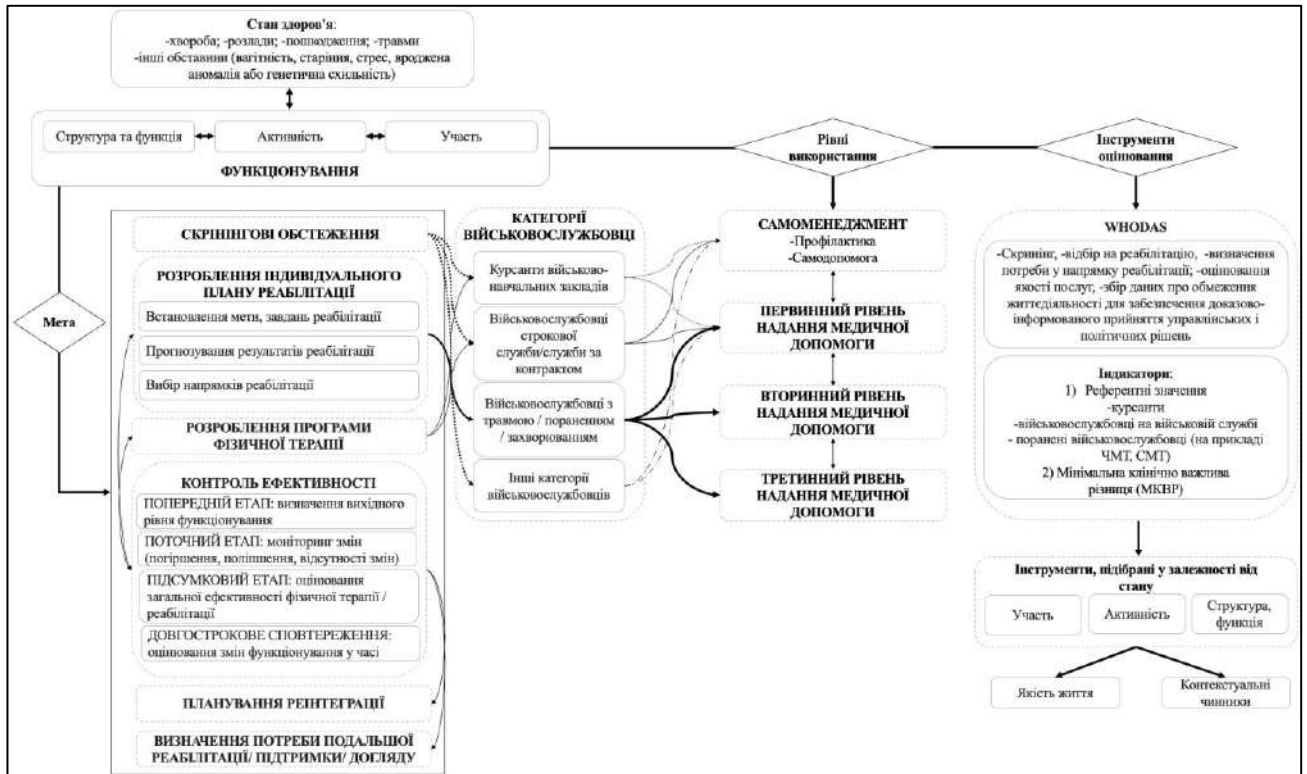 Стан здоров'я:
-хвороба; -розлади; -пошкодження; -травми
-інші обставини (вагітність, старіння, стрес, вроджена
аномалія або генетична схильність)
Структура та функція
Активність
Участь
ФУНКЦІОНУВАННЯ
Рівні
використання
Інструменти
оцінювання
Мета
СКРИНІНГОВІ ОБСТЕЖЕННЯ
РОЗРОБЛЕННЯ ІНДИВІДУАЛЬНОГО
ПЛАНУ РЕАБІЛІТАЦІЇ
Встановлення мети, завдань реабілітації
Прогнозування результатів реабілітації
Вибір напрямків реабілітації
РОЗРОБЛЕННЯ ПРОГРАМИ
ФІЗИЧНОЇ ТЕРАПІЇ
КОНТРОЛЬ ЕФЕКТИВНОСТІ
ПОПЕРЕДНІЙ ЕТАП: визначення вихідного
рівня функціонування
ПОТОЧНИЙ ЕТАП: моніторинг змін
(погіршення, поліпшення, відсутності змін)
ПІДСУМКОВИЙ ЕТАП: оцінювання
загальної ефективності фізичної терапії /
реабілітації
ДОВГОСТРОКОВЕ СПОВТЕРЕЖЕННЯ:
оцінювання змін функціонування у часі
ПЛАНУВАННЯ РЕІНТЕГРАЦІЇ
ВИЗНАЧЕННЯ ПОТРЕБИ ПОДАЛЬШОЇ
РЕАБІЛІТАЦІЇ/ ПІДТРИМКИ/ ДОГЛЯДУ
КАТЕГОРІЇ
ВІЙСЬКОВОСЛУЖБОВЦІ
Курсанти військово-
навчальних закладів
Військовослужбовці
строкової
служби/служби за
контрактом
Військовослужбовці з
травмою / пораненням
/ захворюванням
Інші категорії
військовослужбовців
САМОМЕНЕДЖМЕНТ
-Профілактика
-Самодопомога
ПЕРВИННИЙ РІВЕНЬ
НАДАННЯ МЕДИЧНОЇ
ДОПОМОГИ
ВТОРИННИЙ РІВЕНЬ
НАДАННЯ МЕДИЧНОЇ
ДОПОМОГИ
ТРЕТИННИЙ РІВЕНЬ
НАДАННЯ МЕДИЧНОЇ
ДОПОМОГИ
WHODAS
-Скринінг, -відбір на реабілітацію, -визначення
потреби у напрямку реабілітації; -оцінювання
якості послуг, -збір даних про обмеження
життєдіяльності для забезпечення доказово-
інформованого прийняття управлінських і
політичних рішень
Індикатори:
1) Референтні значення
-курсанти
-військовослужбовці на військовій службі
- поранені військовослужбовці (на прикладі
ЧМТ, СМТ)
2) Мінімальна клінічно важлива
різниця (МКВР)
Інструменти, підібрані у залежності від
стану
Участь
Активність
Структура,
функція
Якість життя
Контекстуальні
чинники